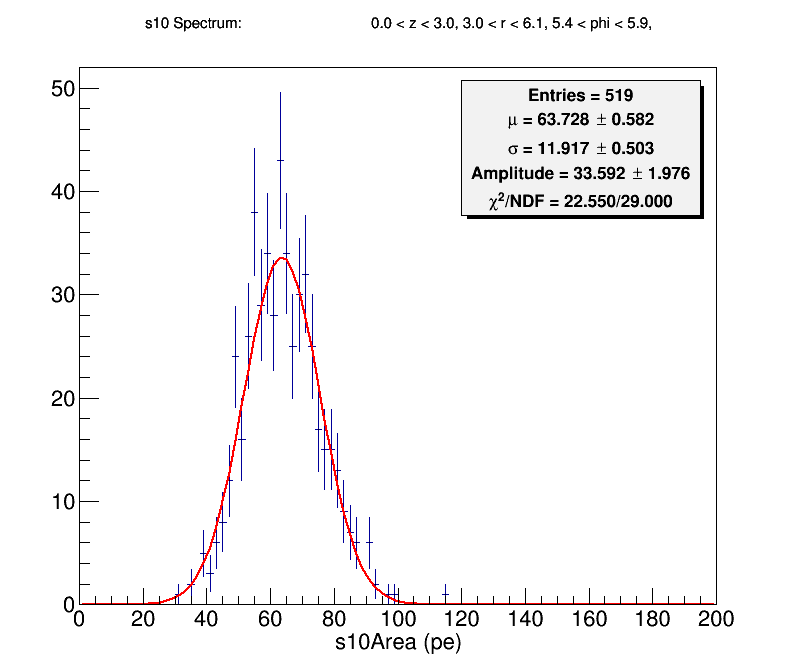 s10 Spectrum: 0.0 < z < 3.0, 3.0 < r < 6.1, 5.4 < phi < 5.9,
Entries = 519
μ = 63.728 ± 0.582
σ = 11.917 ± 0.503
Amplitude = 33.592 ± 1.976
χ²/NDF = 22.550/29.000
50
40
30
20
10
0
0 20 40 60 80 100 120 140 160 180 200
s10Area (pe)